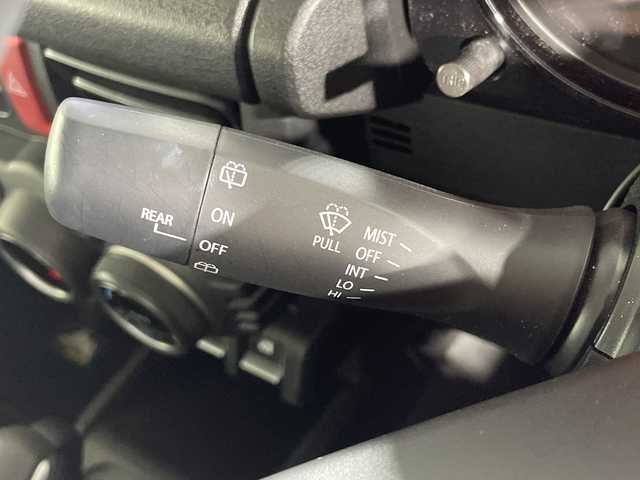 REAR
ON
OFF
PULL
MIST
OFF
INT
LO
HI